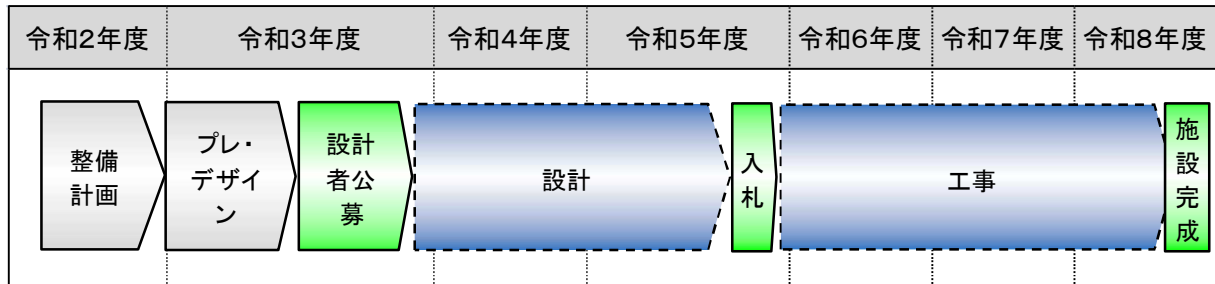 令和2年度 令和3年度 令和4年度 令和5年度 令和6年度 令和7年度 令和8年度
整備
計画
プレ・
デザイ
ン
設計
者公
募
設計
入
札
工事
施
設
完
成